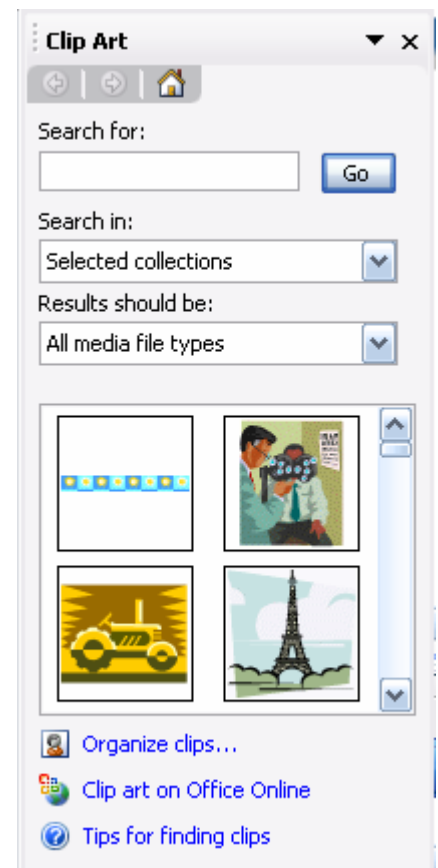 Clip Art
Search for:
Go
Search in:
Selected collections
Results should be:
All media file types
Organize clips...
Clip art on Office Online
Tips for finding clips